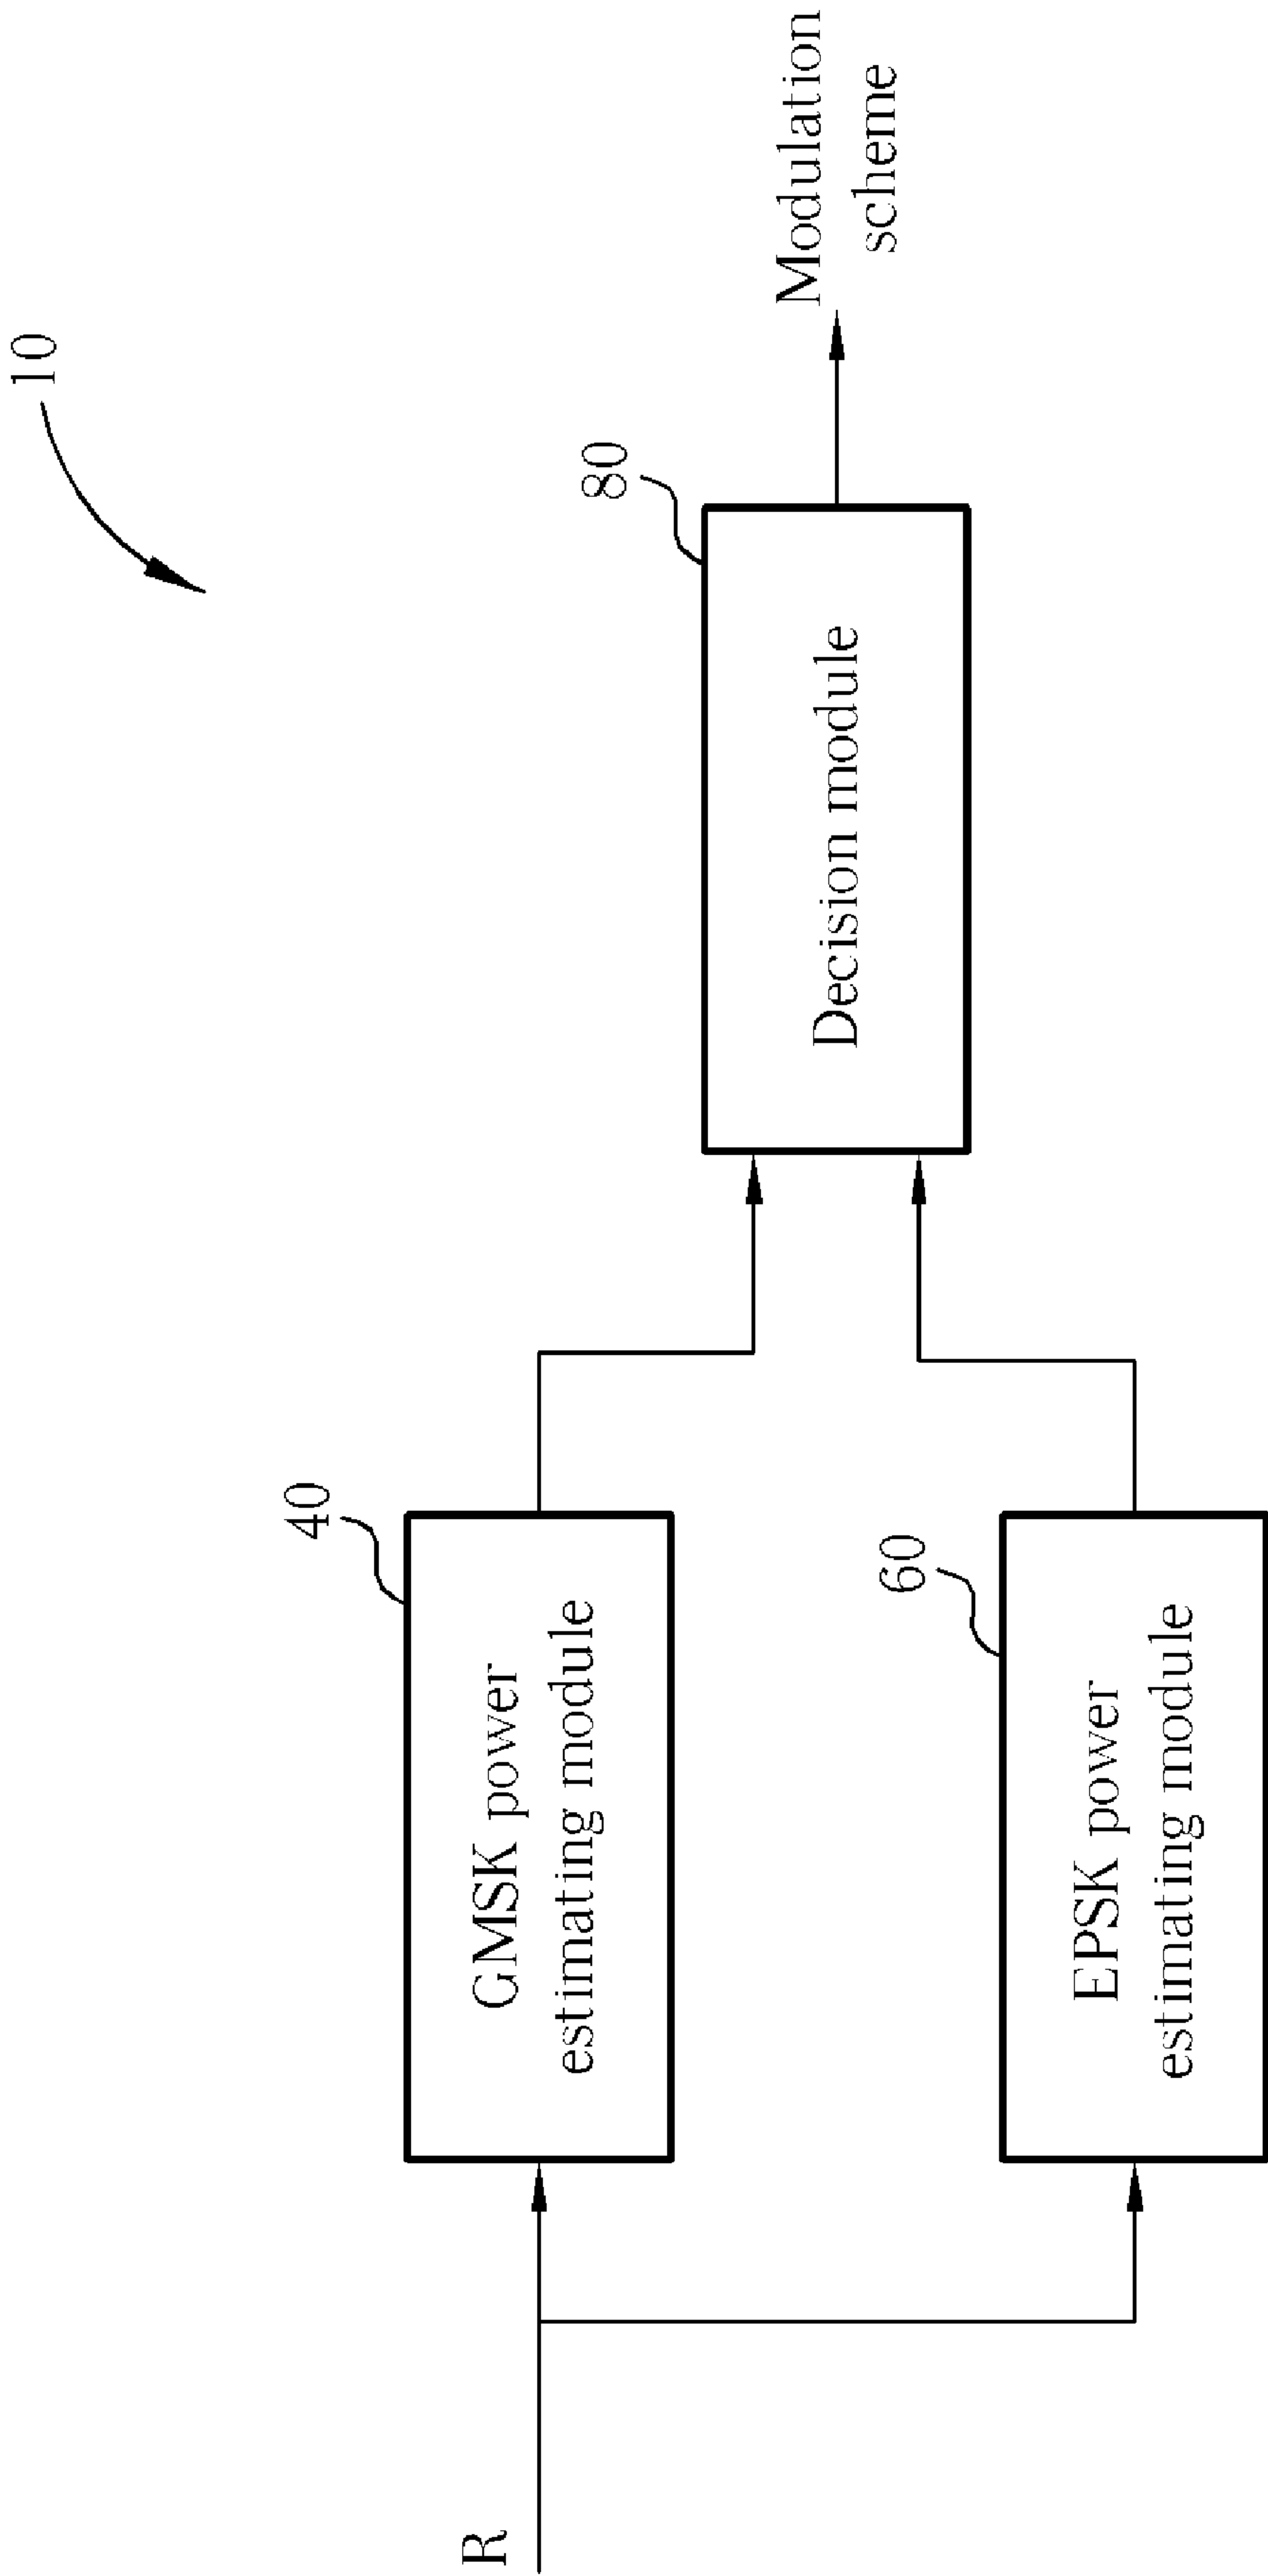 10
R
GMSK power
estimating module
40
EPSK power
estimating module
60
Decision module
80
Modulation
scheme